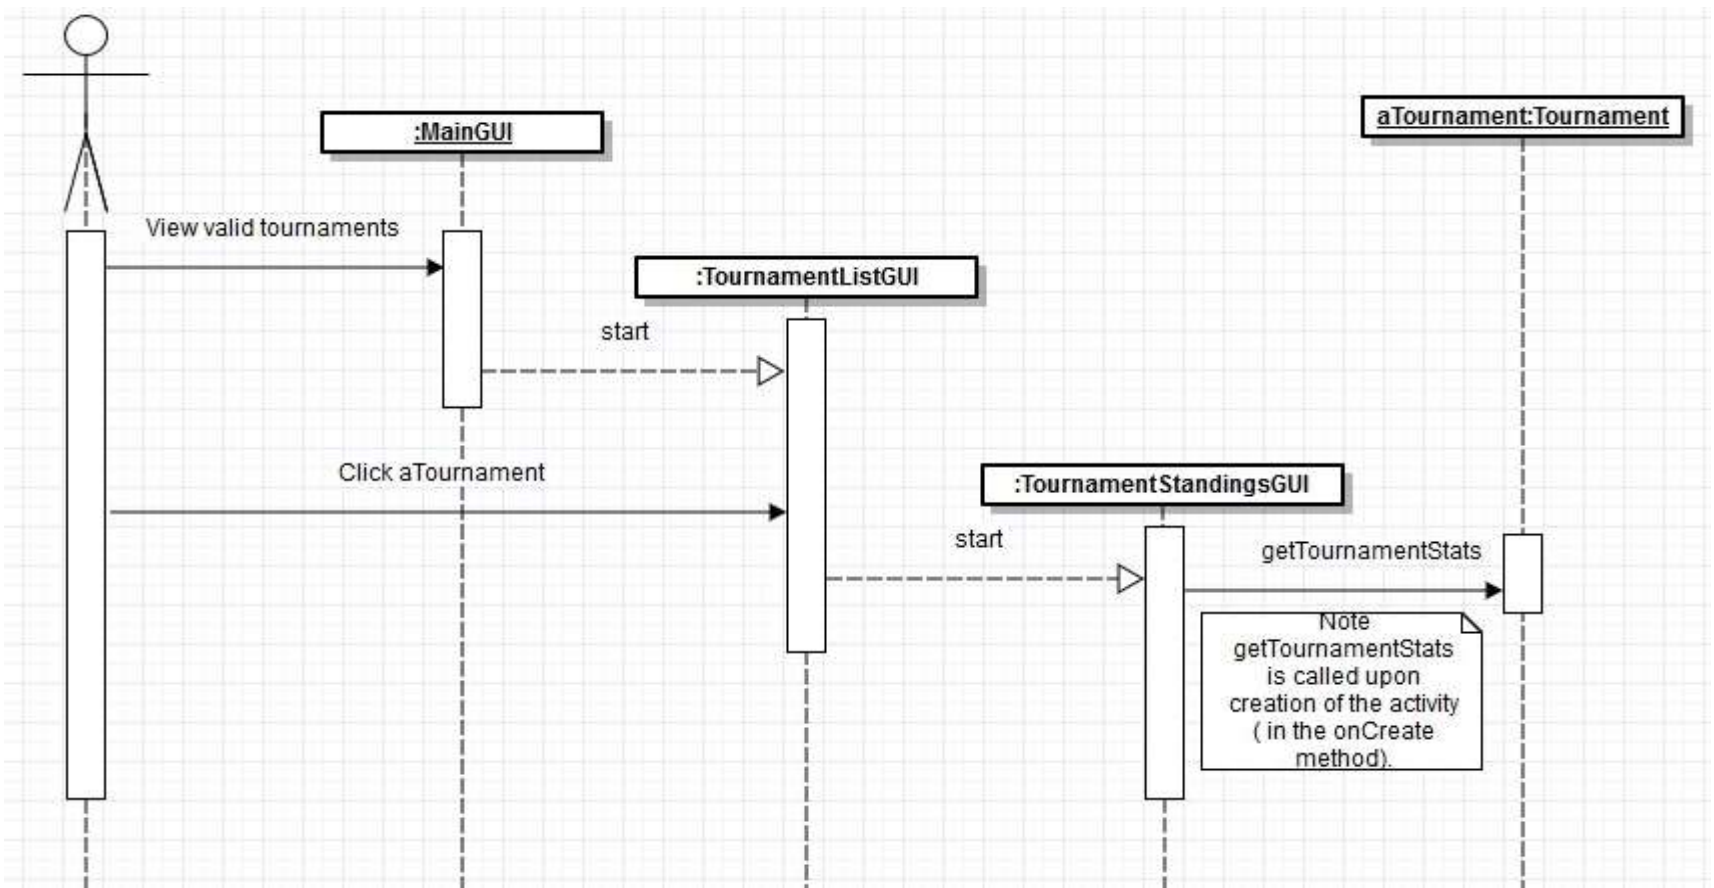 aTournament:Tournament
:MainGUI
View valid tournaments
:TournamentListGUI
start
Click aTournament
:TournamentStandingsGUI
start
getTournamentStats
Note
getTournamentStats
is called upon
creation of the activity
( in the onCreate
method).